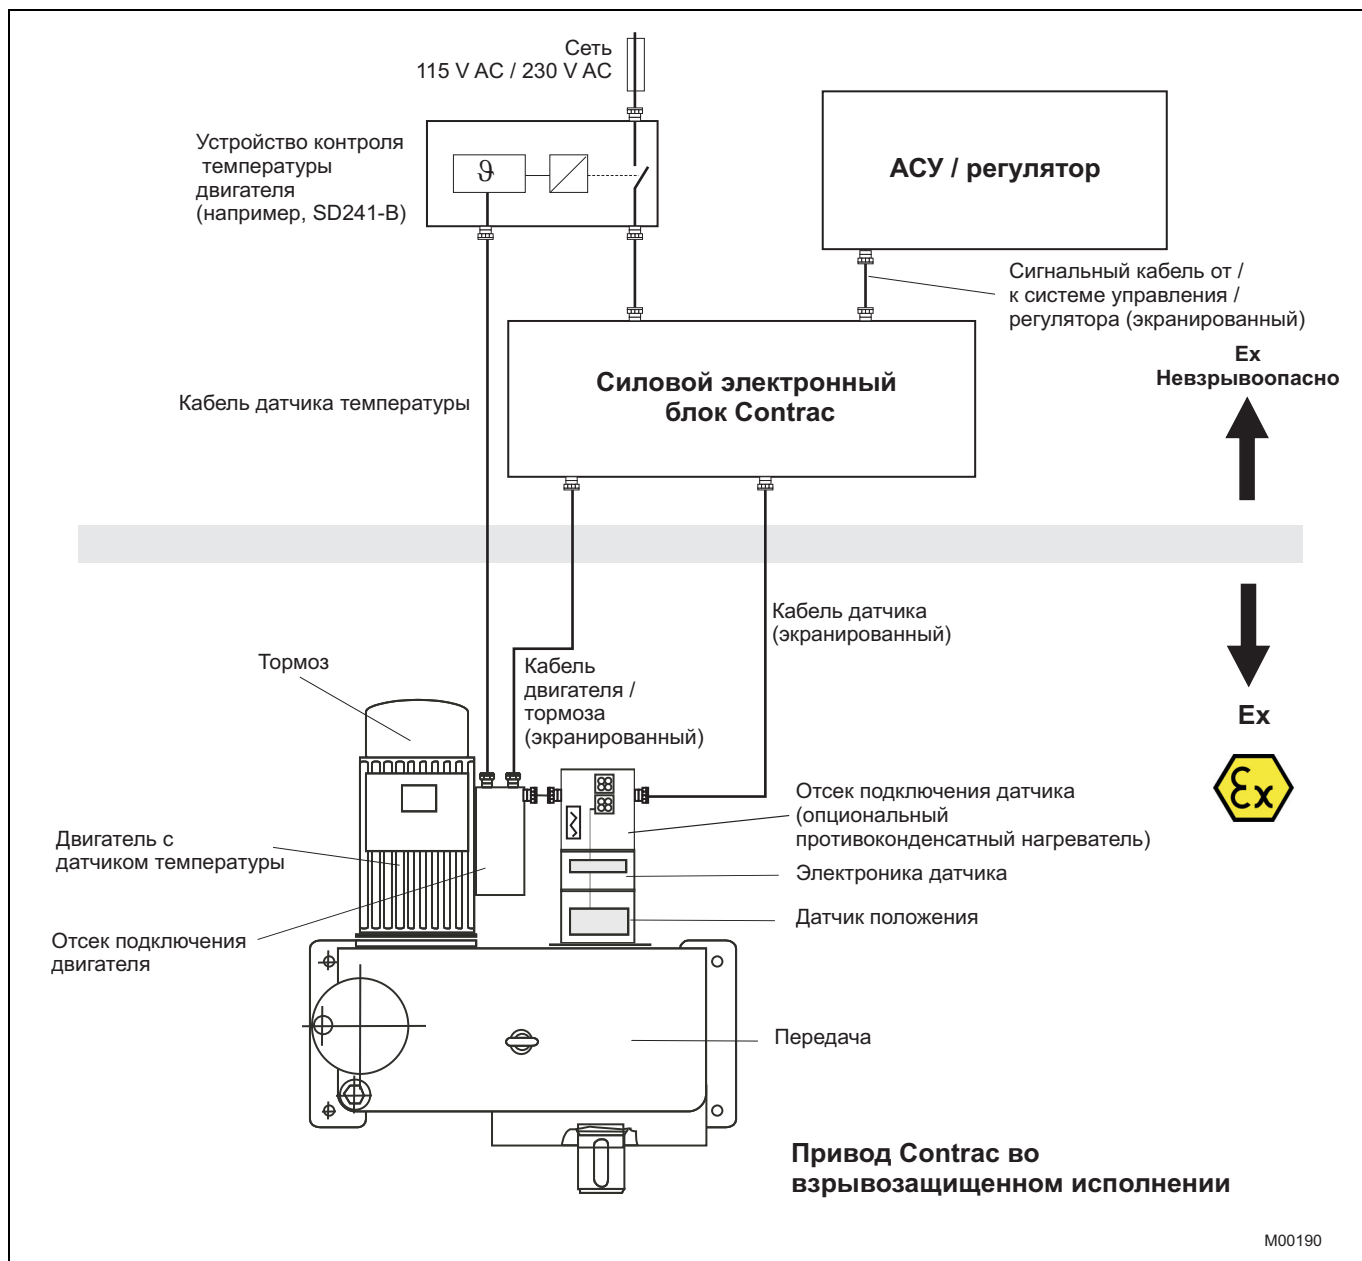 Сеть
115 V AC / 230 V AC
Устройство контроля
температуры
двигателя
(например, SD241-B)
ϑ
АСУ / регулятор
Сигнальный кабель от /
к системе управления /
регулятора (экранированный)
Ex
Невзрывоопасно
Силовой электронный
блок Contrac
Кабель датчика температуры
Кабель датчика
(экранированный)
Тормоз
Кабель
двигателя /
тормоза
(экранированный)
Ex
Ex
Отсек подключения датчика
(опциональный
противоконденсатный нагреватель)
Двигатель с
датчиком температуры
Электроника датчика
Датчик положения
Отсек подключения
двигателя
Передача
Привод Contrac во
взрывозащищенном исполнении
M00190